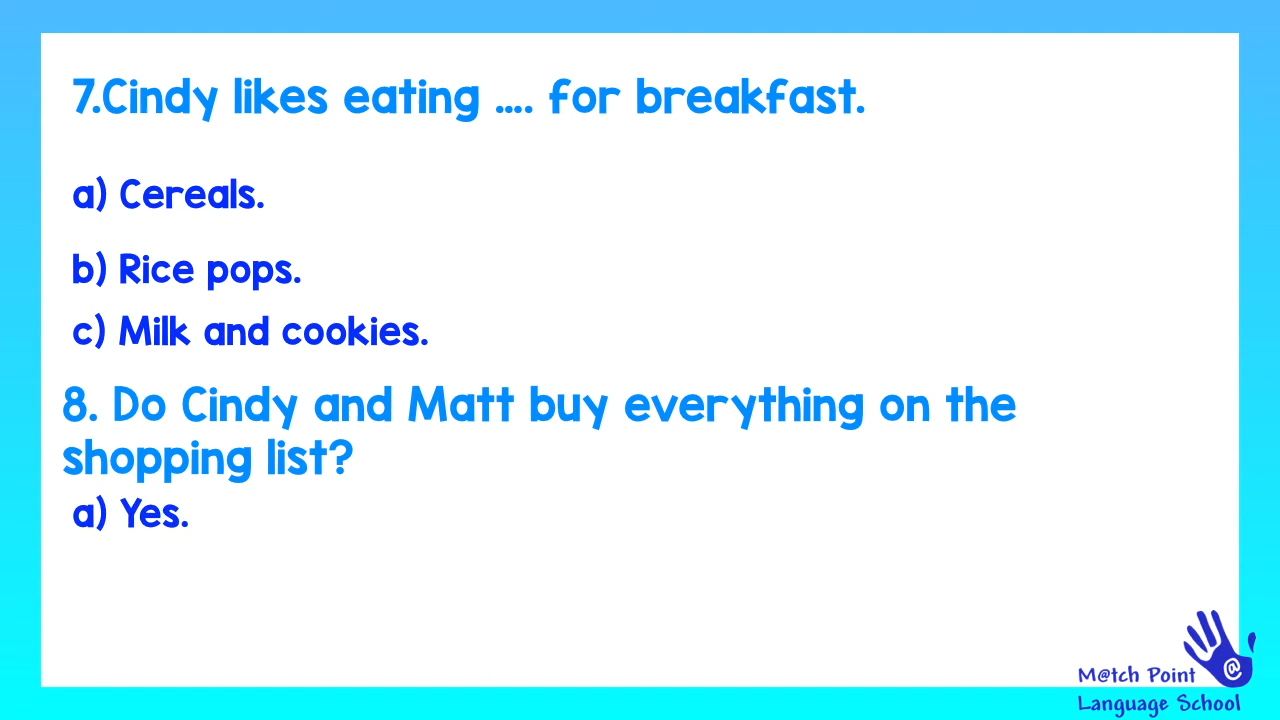 7.Cindy likes eating .... for breakfast.
a) Cereals.
b) Rice pops.
c) Milk and cookies.
8. Do Cindy and Matt buy everything on the
shopping list?
a) Yes.
M@tch Point
Language School
@